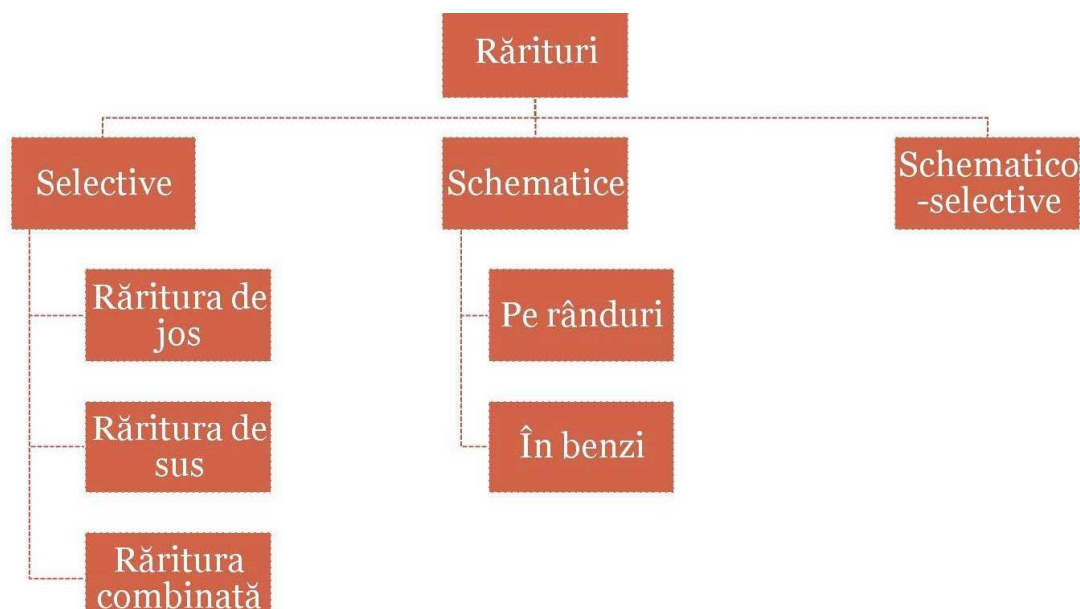 Rărituri
Selective
Schematice
Schematico
-selective
Răritura de
jos
Pe rânduri
Răritura de
sus
În benzi
Răritura
combinată